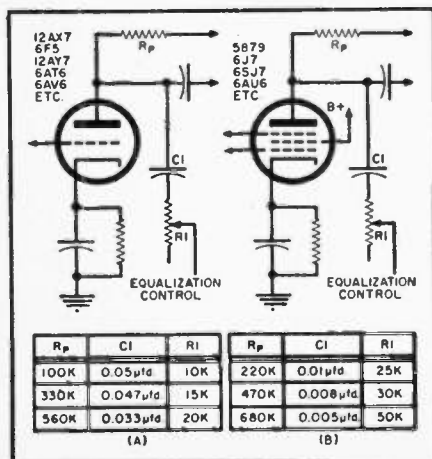 12AX7
6F5
12AY7
6AT6
6AV6
ETC.
RP
C1
R1
EQUALIZATION
CONTROL
5879
6J7
6SJ7
6AU6
ETC
RP
B+
C1
R1
EQUALIZATION
CONTROL
RP C1 R1
100K 0.05µfd 10K
330K 0.047µfd 15K
560K 0.033µfd 20K
(A)
RP C1 R1
220K 0.01µfd 25K
470K 0.008µfd 30K
680K 0.005µfd 50K
(B)